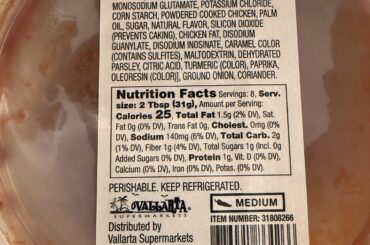 MONOSODIUM GLUTAMATE, POTASSIUM CHLORIDE,
CORN STARCH, POWDERED COOKED CHICKEN, PALM
OIL, SUGAR, NATURAL FLAVOR, SILICON DIOXIDE
(PREVENTS CAKING), CHICKEN FAT, DISODIUM
GUANYLATE, DISODIUM INOSINATE, CARAMEL COLOR
(CONTAINS SULFITES), MALTODEXTRIN, DEHYDRATED
PARSLEY, CITRIC ACID, TURMERIC (COLOR), PAPRIKA,
OLEORESIN (COLOR)], GROUND ONION, CORIANDER.
Nutrition Facts Servings: 8, Serv.
size: 2 Tbsp (31g), Amount per Serving:
Calories 25, Total Fat 1.5g (2% DV), Sat.
Fat 0g (0% DV), Trans Fat 0g, Cholest. 0mg (0%
DV), Sodium 140mg (6% DV), Total Carb. 2g
(1% DV), Fiber 1g (4% DV), Total Sugars 1g (Incl. 0g
Added Sugars 0% DV), Protein 1g, Vit. D (0% DV),
Calcium (0% DV), Iron (0% DV), Potas. (0% DV).
PERISHABLE. KEEP REFRIGERATED.
VALLARTA
SUPERMARKETS
MEDIUM
ITEM NUMBER: 31808266
Distributed by
Vallarta Supermarkets